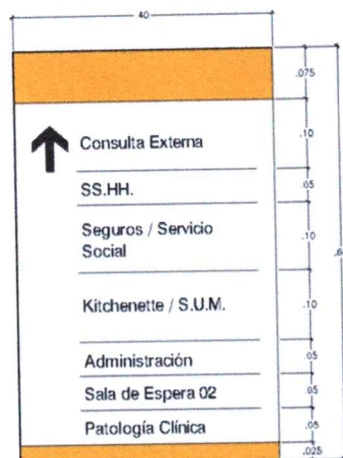 40
.075
.10
Consulta Externa
SS.HH.
.05
Seguros / Servicio
Social
.10
Kitchenette / S.U.M.
.10
Administración
.05
Sala de Espera 02
.05
Patología Clínica
.05
.025